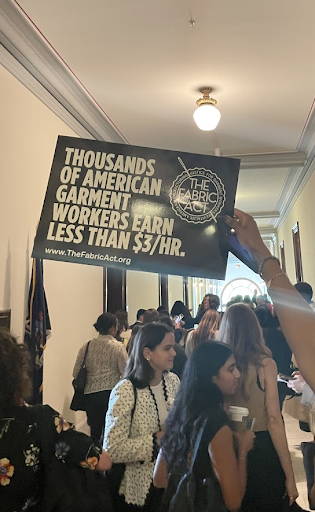 THOUSANDS
OF AMERICAN
GARMENT
WORKERS EARN
LESS THAN $3/HR.
www.TheFabricAct.org
THE
FABRIC
ACT